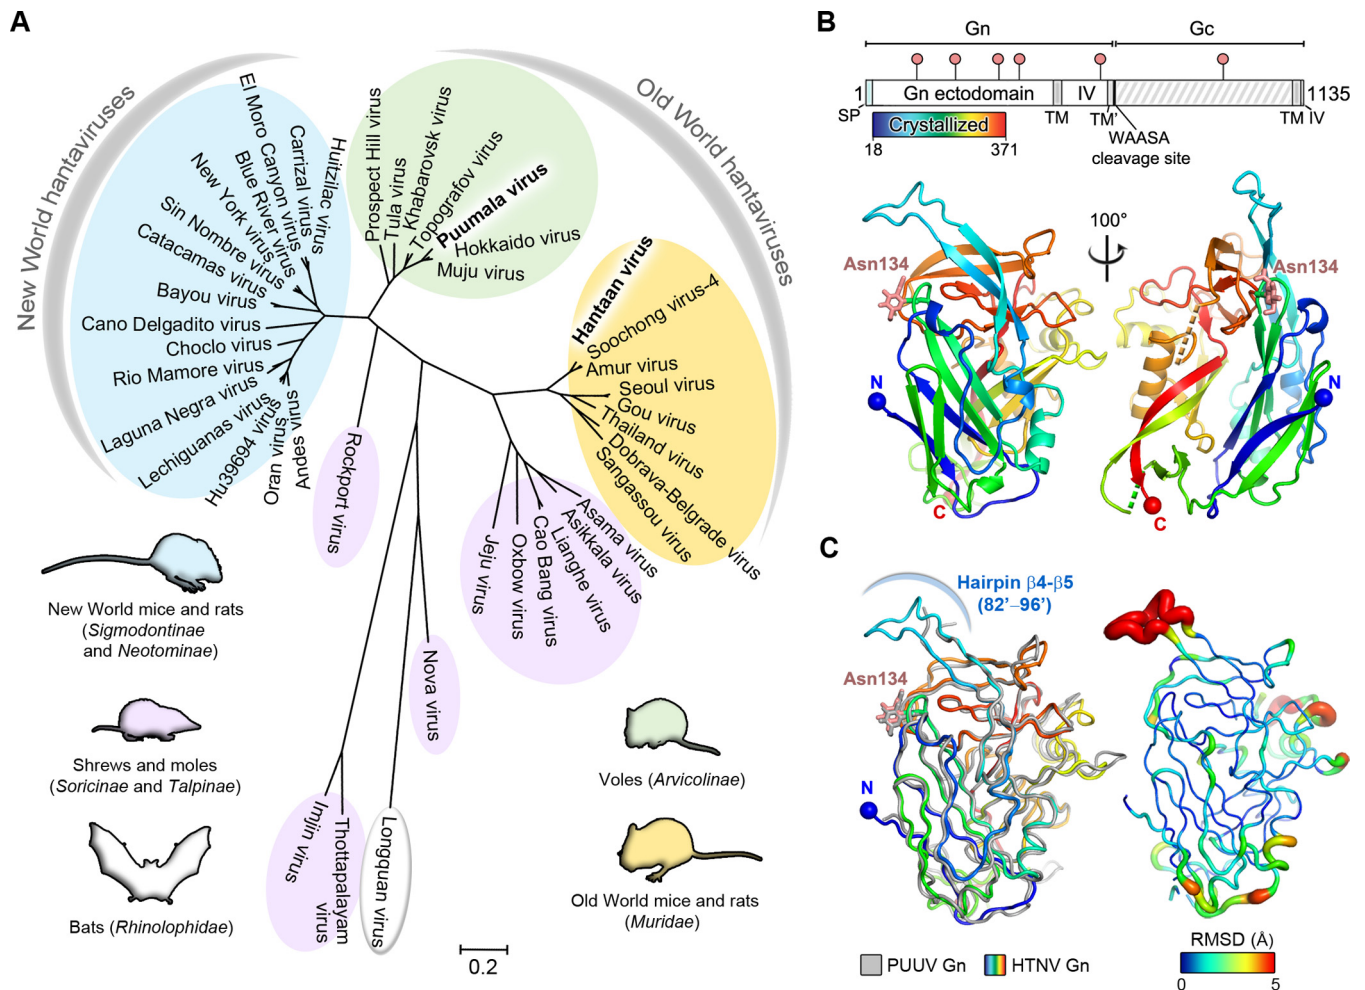 A
New World hantaviruses
Old World hantaviruses
El Moro Canyon virus
Carrizal virus
Huitzilac virus
Blue River virus
New York virus
Sin Nombre virus
Catacamas virus
Bayou virus
Cano Delgadito virus
Choclo virus
Rio Mamore virus
Laguna Negra virus
Lechiguanas virus
Hu39694 virus
Oran virus
Andes virus
Prospect Hill virus
Tula virus
Khabarovsk virus
Topografov virus
Puumala virus
Hokkaido virus
Muju virus
Hantaan virus
Soochong virus-4
Amur virus
Seoul virus
Gou virus
Thailand virus
Dobrava-Belgrade virus
Sangassou virus
Rockport virus
Asama virus
Asikkala virus
Lianghe virus
Cao Bang virus
Oxbow virus
Jeju virus
Nova virus
Imjin virus
Thottapalayam
virus
Longquan virus
New World mice and rats
(Sigmodontinae
and Neotominae)
Shrews and moles
(Soricinae and Talpinae)
Bats (Rhinolophidae)
Voles (Arvicolinae)
Old World mice and rats
(Muridae)
0.2
B
Gn
Gc
1
Gn ectodomain
IV
1135
SP
TM
TM'
TM IV
WAASA
cleavage site
Crystallized
18
371
100°
Asn134
Asn134
N
N
C
C
C
Hairpin β4-β5
(82’–96’)
Asn134
N
PUUV Gn
HTNV Gn
RMSD (Å)
0
5